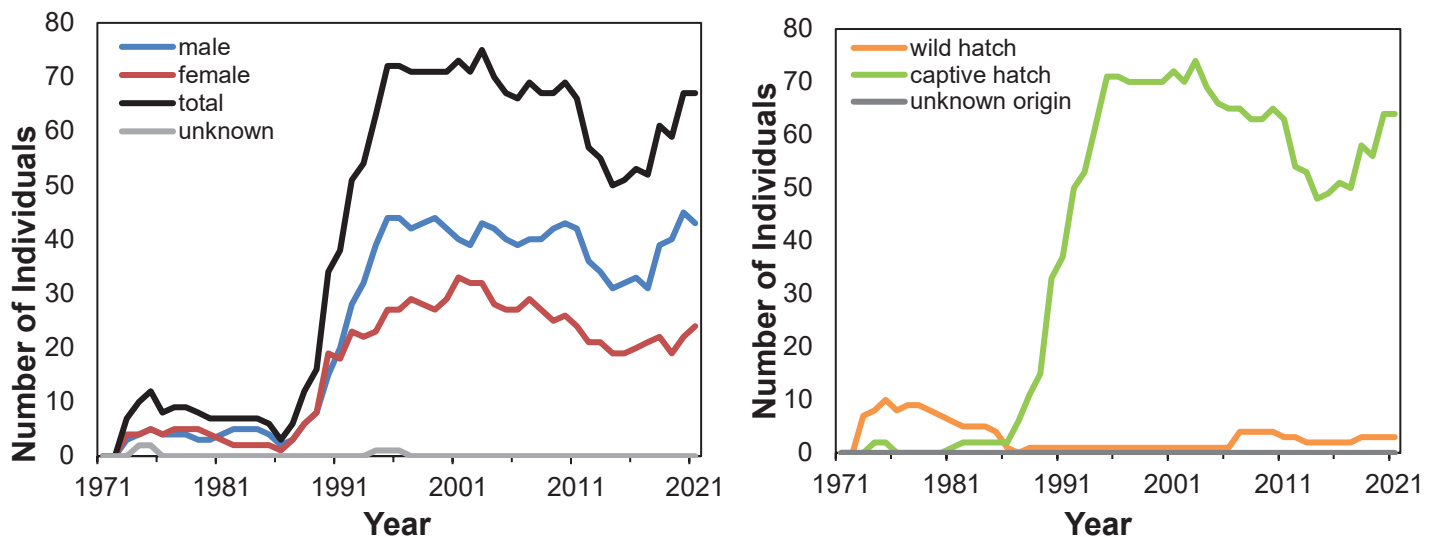 Number of Individuals
80
70
60
50
40
30
20
10
0
male
female
total
unknown
1971
1981
1991
2001
2011
2021
Year
Number of Individuals
80
70
60
50
40
30
20
10
0
wild hatch
captive hatch
unknown origin
1971
1981
1991
2001
2011
2021
Year